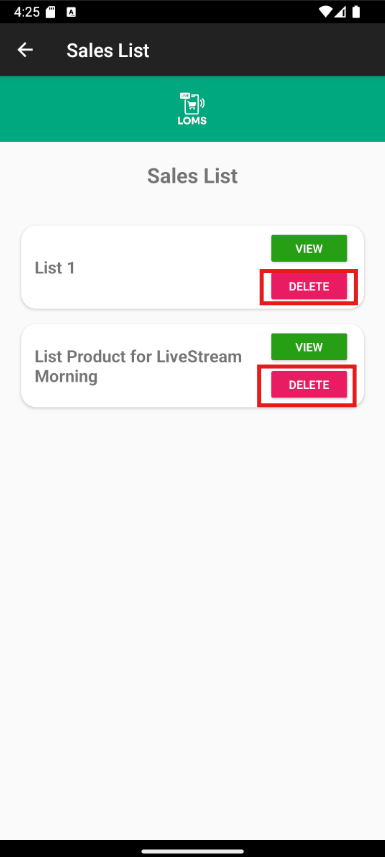 4:25
Sales List
LOMS
Sales List
List 1
VIEW
DELETE
List Product for LiveStream
Morning
VIEW
DELETE